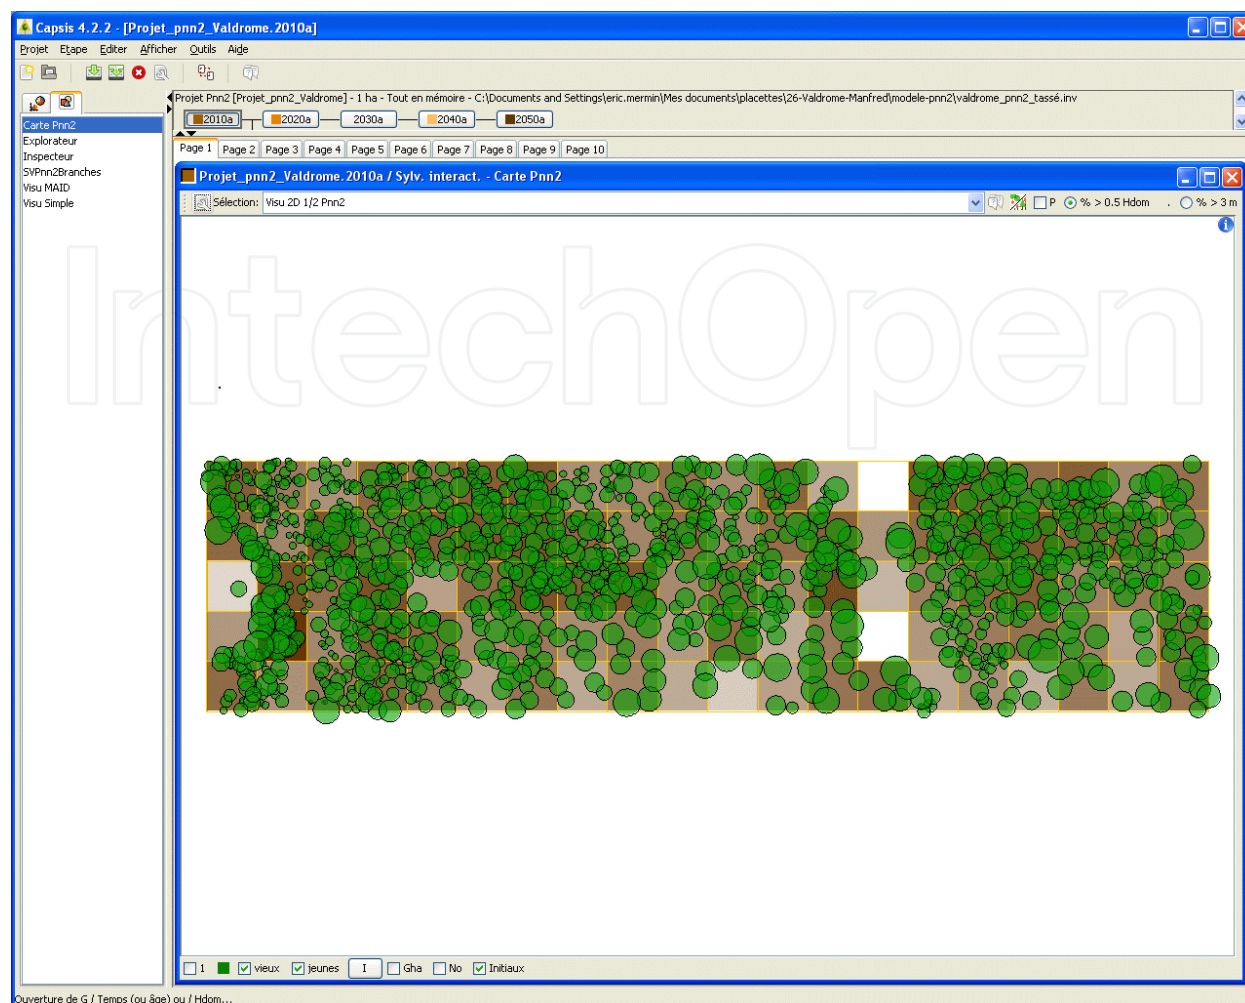 Capsis 4.2.2 - [Projet_pnn2_Valdrome.2010a]
Projet Etape Editer Afficher Outils Aide
Projet Pnn2 [Projet_pnn2_Valdrome] - 1 ha - Tout en mémoire - C:\Documents and Settings\eric.mermin\Mes documents\placettes\26-Valdrome-Manfred\modele-pnn2\valdrome_pnn2_tassé.inv
2010a 2020a 2030a 2040a 2050a
Carte Pnn2
Explorateur
Inspecteur
SVPnn2Branches
Visu MAID
Visu Simple
Page 1 Page 2 Page 3 Page 4 Page 5 Page 6 Page 7 Page 8 Page 9 Page 10
Projet_pnn2_Valdrome.2010a / Sylv. interact. - Carte Pnn2
Sélection: Visu 2D 1/2 Pnn2 P % > 0.5 Hdom . % > 3 m
IntechOpen
1 vieux jeunes I Gha No Initiaux
Ouverture de G / Temps (ou âge) ou / Hdom...